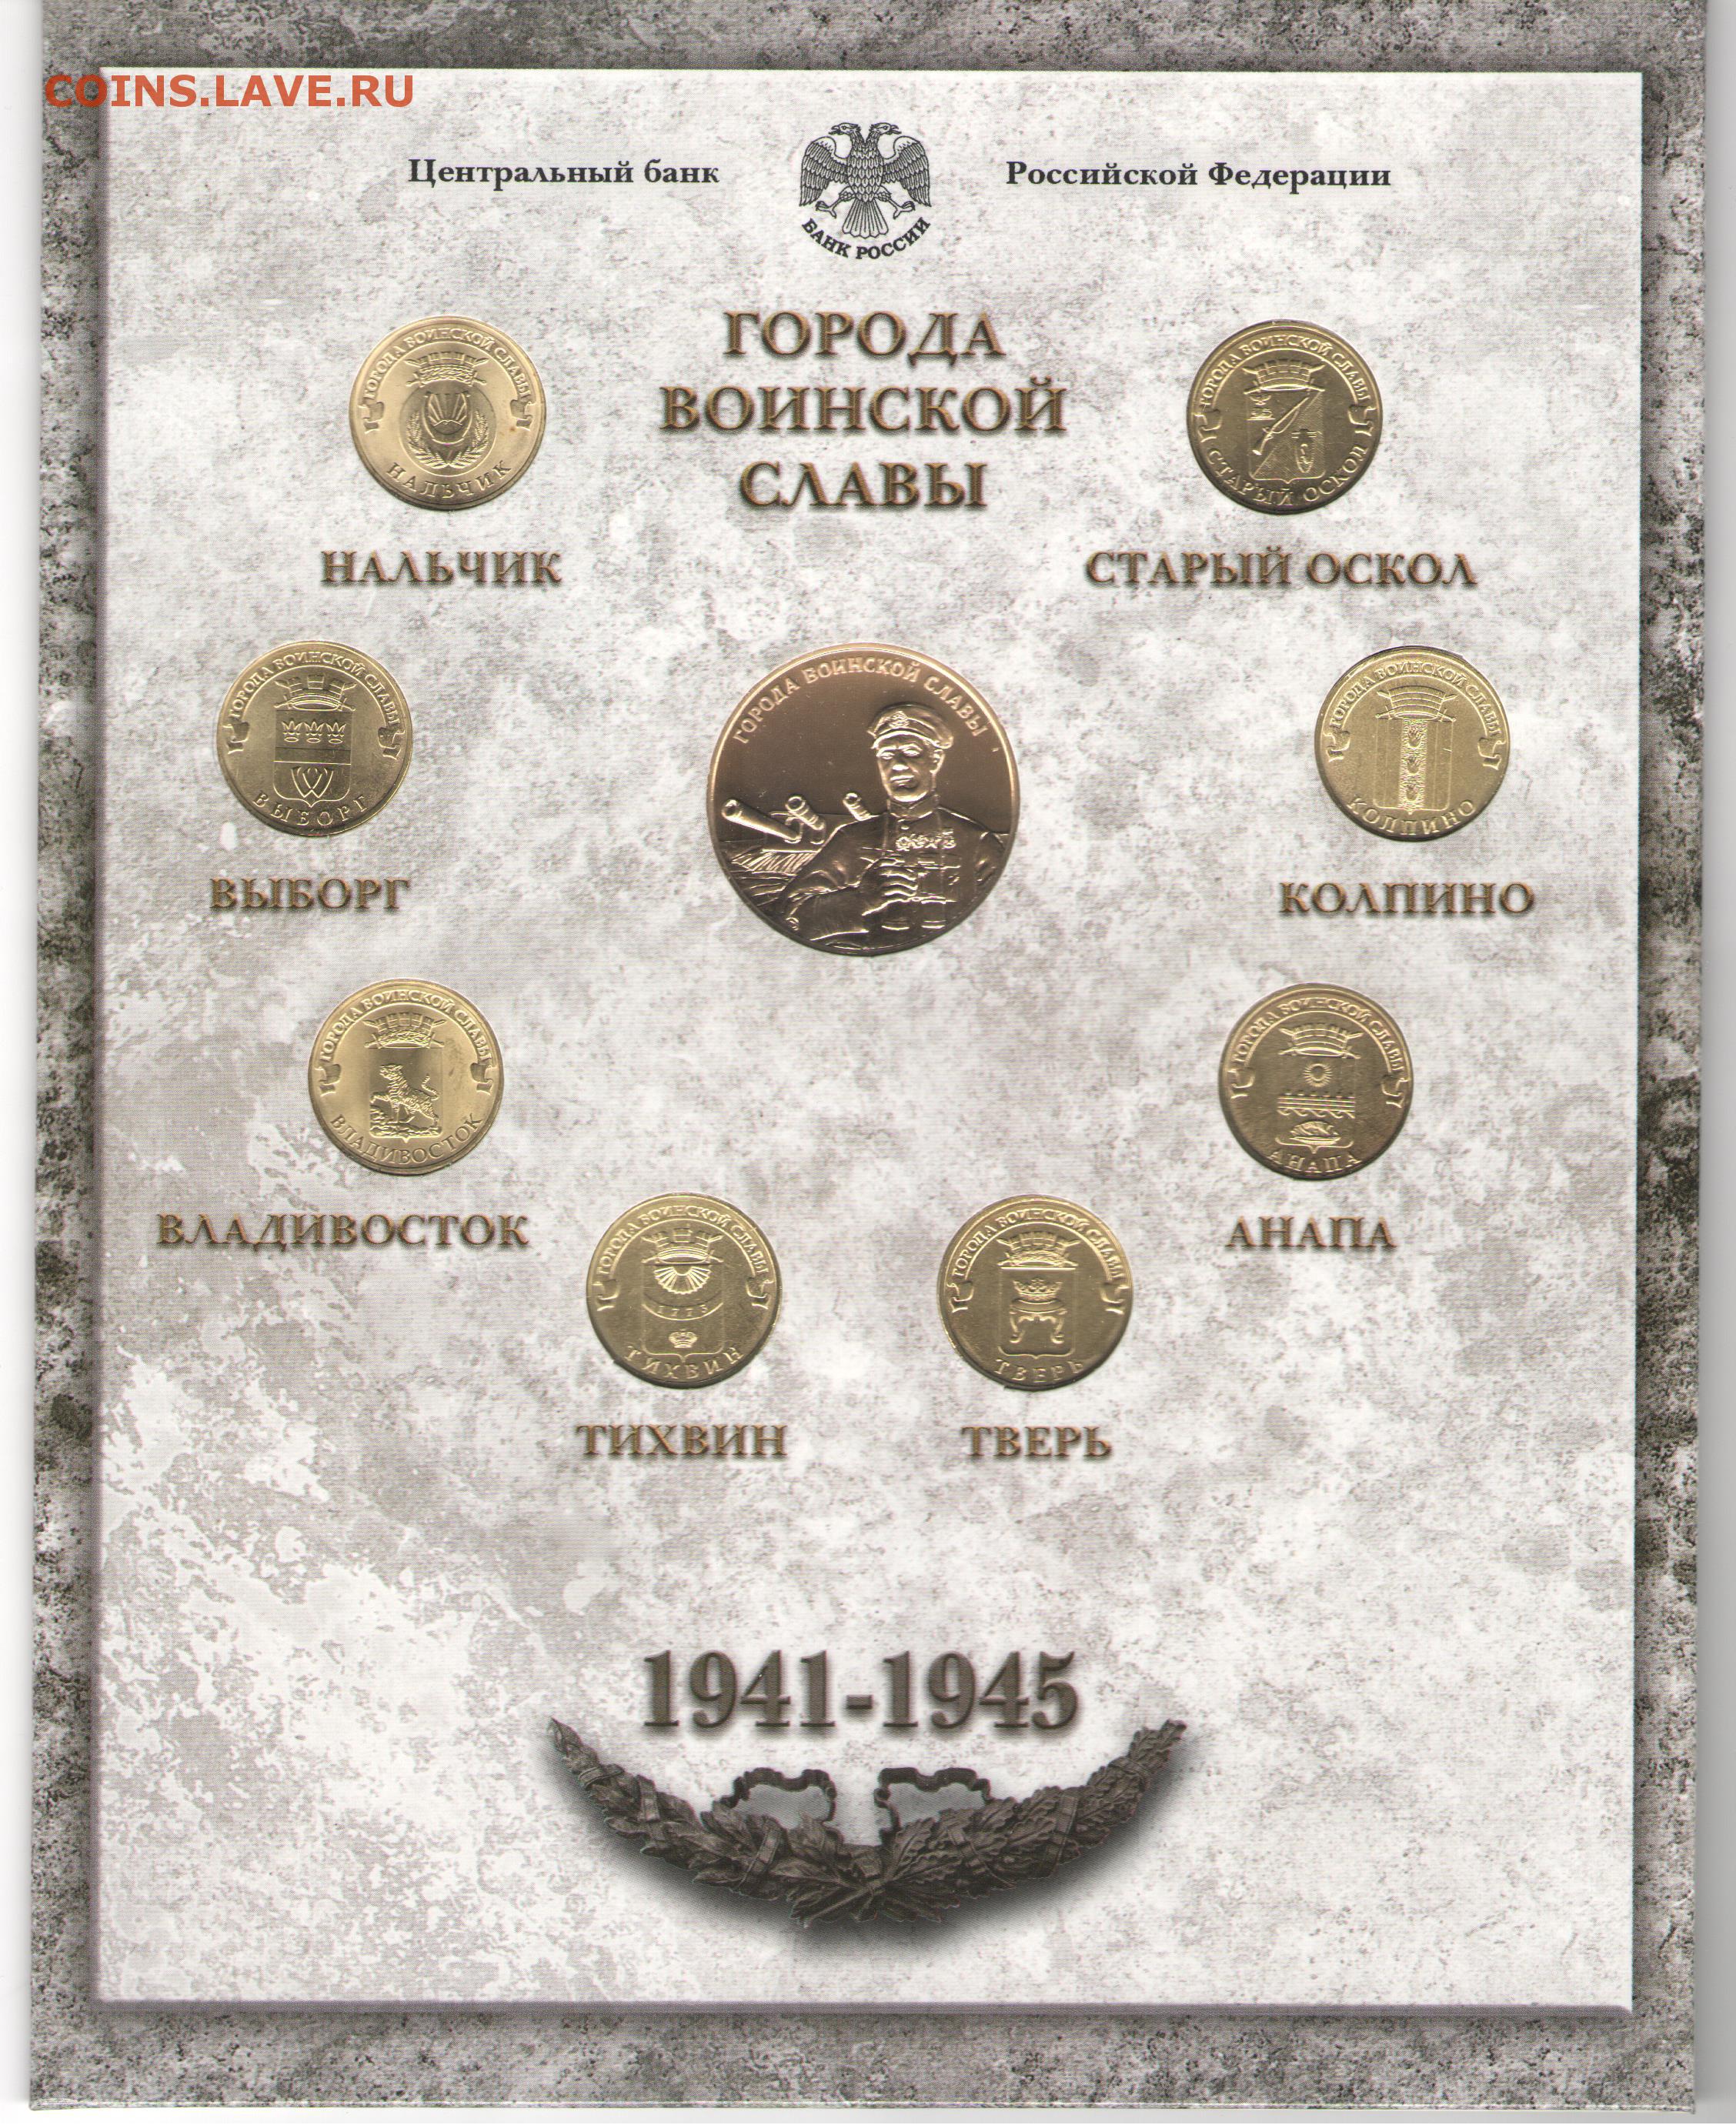 COINS.LAVE.RU
Центральный банк
Российской Федерации
БАНК РОССИИ
ГОРОДА
ВОИНСКОЙ
СЛАВЫ
ГОРОДА ВОИНСКОЙ СЛАВЫ
НАЛЬЧИК
НАЛЬЧИК
ГОРОДА ВОИНСКОЙ СЛАВЫ
СТАРЫЙ ОСКОЛ
СТАРЫЙ ОСКОЛ
ГОРОДА ВОИНСКОЙ СЛАВЫ
ВЫБОРГ
ВЫБОРГ
ГОРОДА ВОИНСКОЙ СЛАВЫ
ГОРОДА ВОИНСКОЙ СЛАВЫ
КОЛПИНО
КОЛПИНО
ГОРОДА ВОИНСКОЙ СЛАВЫ
ВЛАДИВОСТОК
ВЛАДИВОСТОК
ГОРОДА ВОИНСКОЙ СЛАВЫ
АНАПА
АНАПА
ГОРОДА ВОИНСКОЙ СЛАВЫ
1773
ТИХВИН
ТИХВИН
ГОРОДА ВОИНСКОЙ СЛАВЫ
ТВЕРЬ
ТВЕРЬ
1941-1945